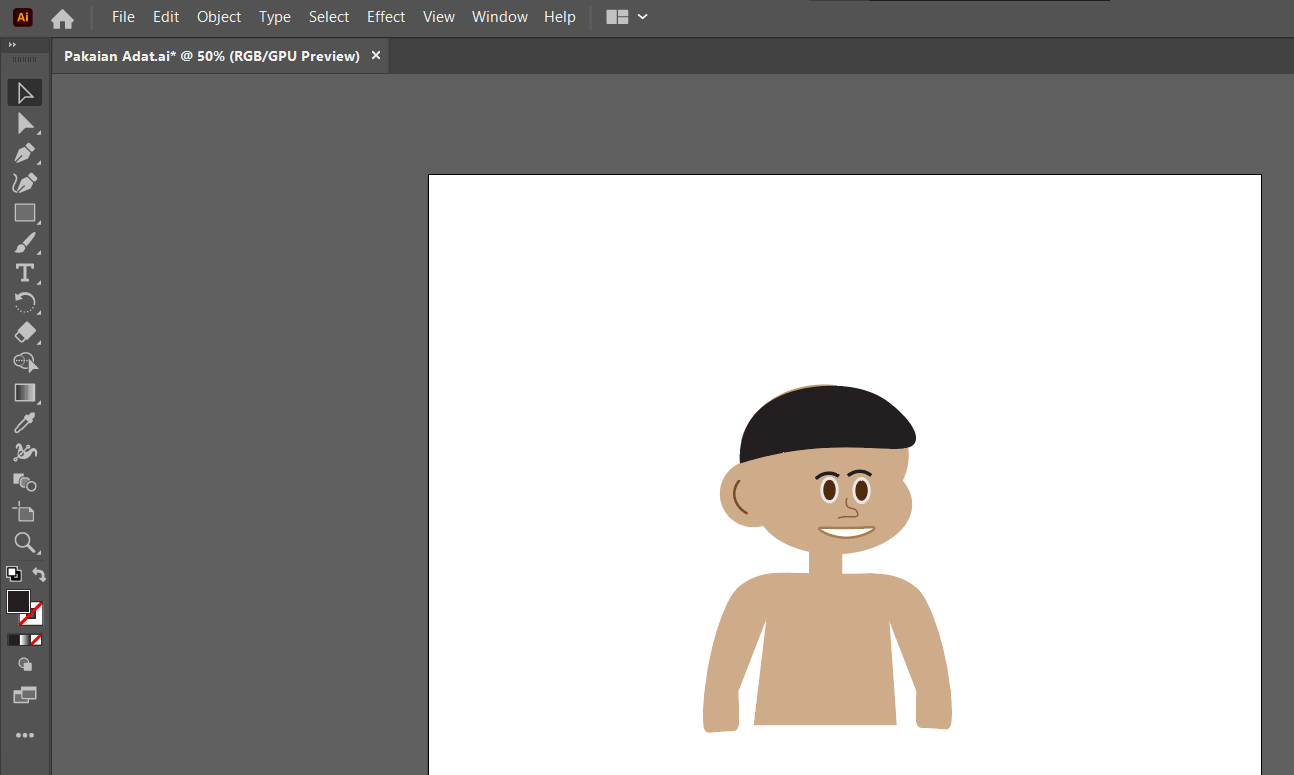 Ai File Edit Object Type Select Effect View Window Help
Pakaian Adat.ai* @ 50% (RGB/GPU Preview)